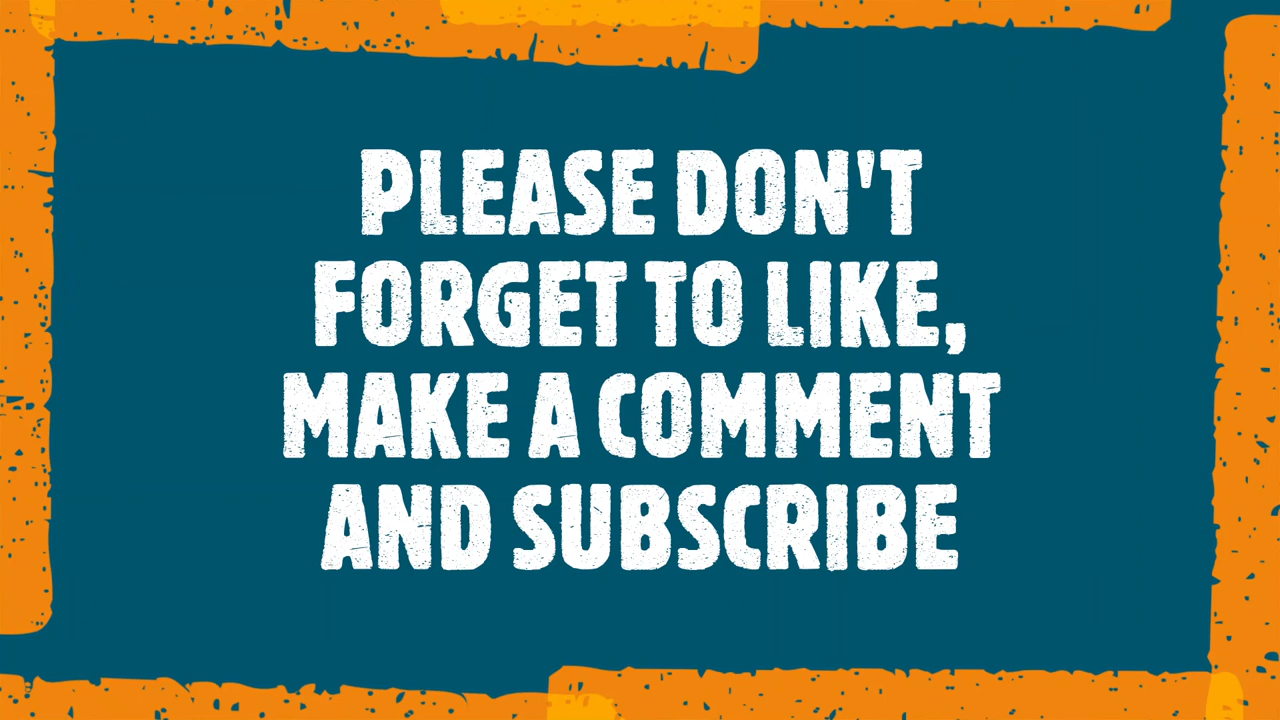 PLEASE DON'T
FORGET TO LIKE,
MAKE A COMMENT
AND SUBSCRIBE